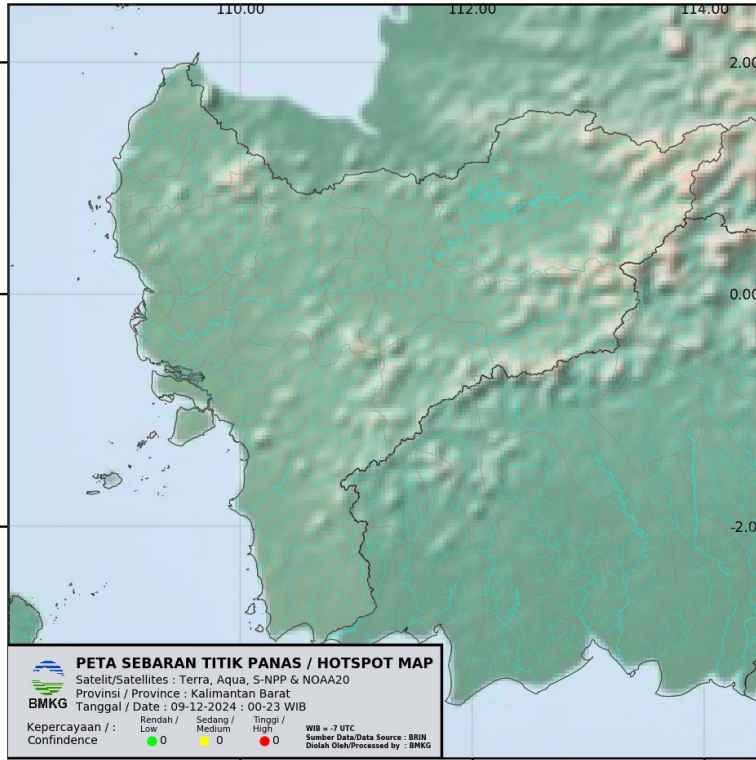 110.00 112.00 114.00
2.00
0.00
-2.0
PETA SEBARAN TITIK PANAS / HOTSPOT MAP
Satelit/Satellites : Terra, Aqua, S-NPP & NOAA20
Provinsi / Province : Kalimantan Barat
BMKG
Tanggal / Date : 09-12-2024 : 00-23 WIB
Kepercayaan / :
Confindence
Rendah /
Low
0
Sedang /
Medium
0
Tinggi /
High
0
WIB = -7 UTC
Sumber Data/Data Source : BRIN
Diolah Oleh/Processed by : BMKG